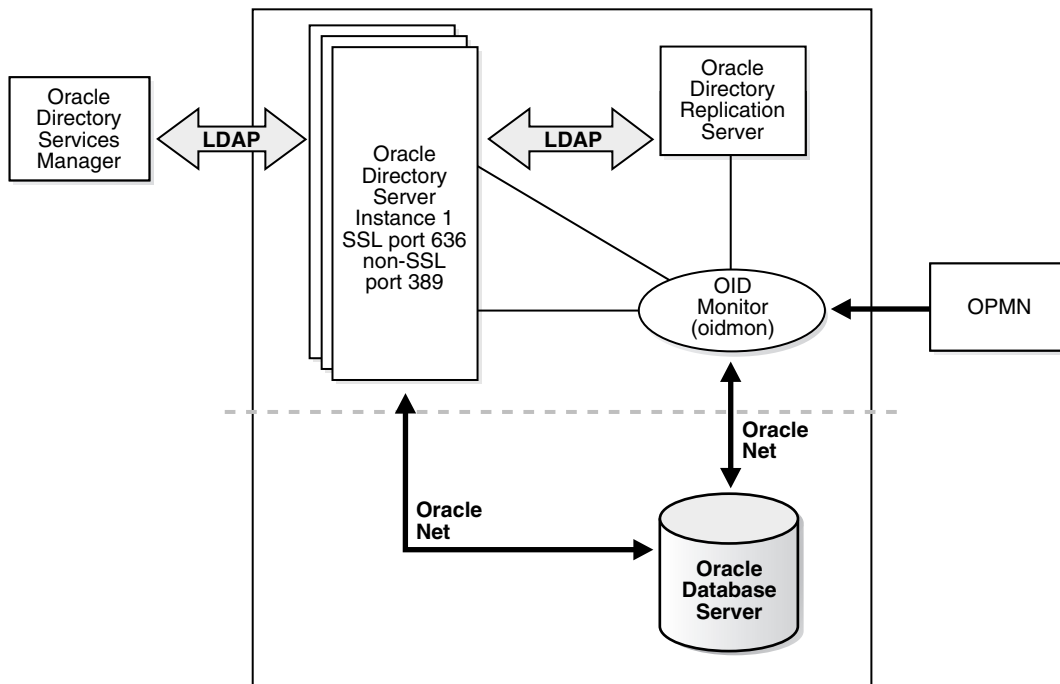 Oracle
Directory
Services
Manager
LDAP
Oracle
Directory
Server
Instance 1
SSL port 636
non-SSL
port 389
LDAP
Oracle
Directory
Replication
Server
OID
Monitor
(oidmon)
OPMN
Oracle
Net
Oracle
Net
Oracle
Database
Server